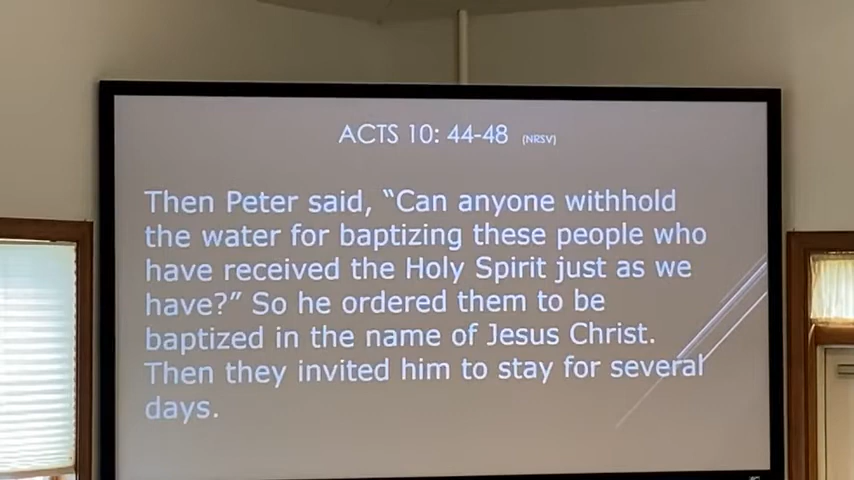 ACTS 10: 44-48 (NRSV)
Then Peter said, “Can anyone withhold
the water for baptizing these people who
have received the Holy Spirit just as we
have?” So he ordered them to be
baptized in the name of Jesus Christ.
Then they invited him to stay for several
days.